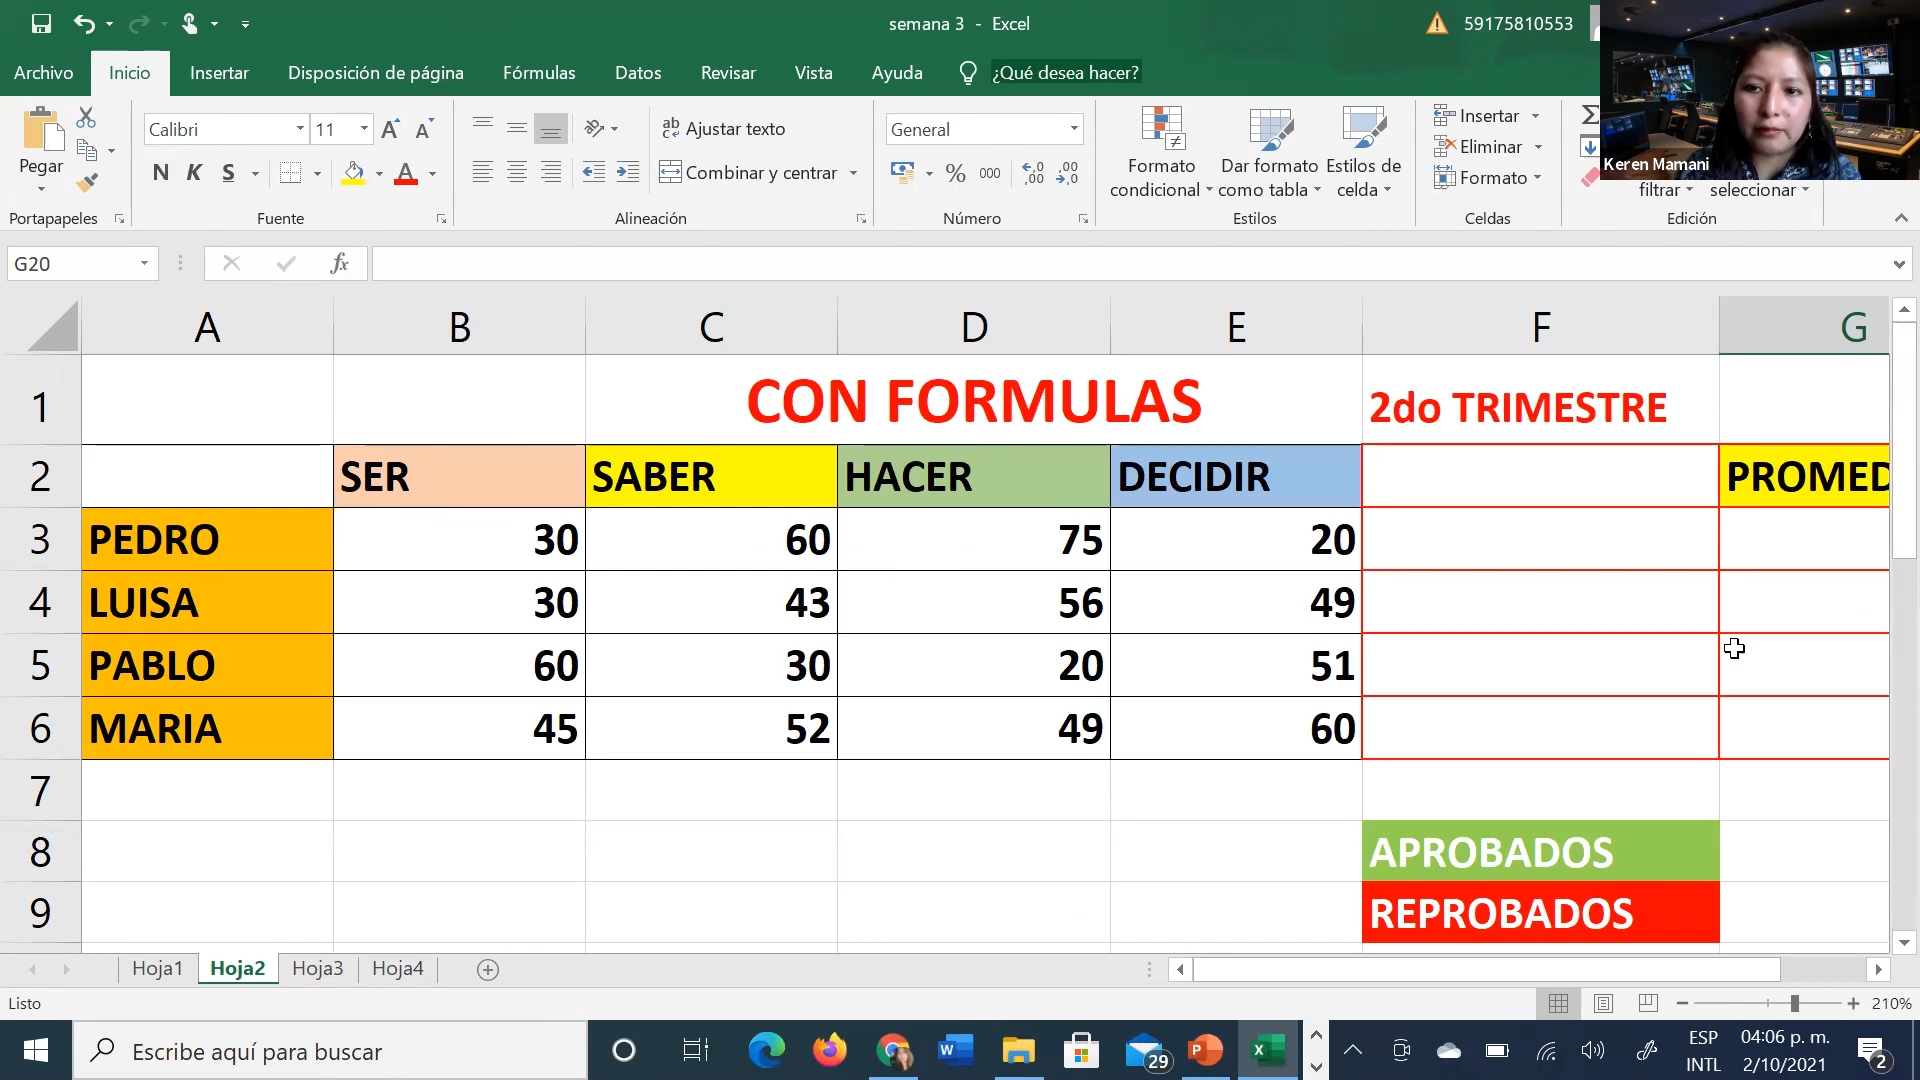 semana 3 - Excel
59175810553
Archivo Inicio Insertar Disposición de página Fórmulas Datos Revisar Vista Ayuda ¿Qué desea hacer?
Pegar
Portapapeles
Calibri 11
N K S
Fuente
Ajustar texto
Combinar y centrar
Alineación
General
% 000
Número
Formato condicional
Dar formato como tabla
Estilos de celda
Estilos
Insertar
Eliminar
Formato
Celdas
filtrar seleccionar
Edición
Keren Mamani
G20 fx
A B C D E F G
1 CON FORMULAS 2do TRIMESTRE
2 SER SABER HACER DECIDIR PROMED
3 PEDRO 30 60 75 20
4 LUISA 30 43 56 49
5 PABLO 60 30 20 51
6 MARIA 45 52 49 60
7
8 APROBADOS
9 REPROBADOS
Hoja1 Hoja2 Hoja3 Hoja4
Listo 210%
Escribe aquí para buscar
29
ESP
INTL
04:06 p. m.
2/10/2021
2